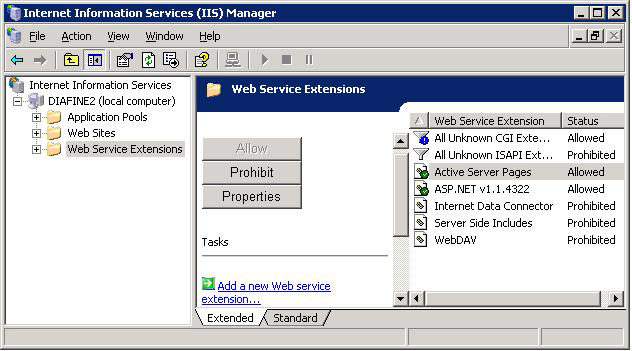 Internet Information Services (IIS) Manager
File Action View Window Help
Internet Information Services
DIAFINE2 (local computer)
Application Pools
Web Sites
Web Service Extensions
Web Service Extensions
Allow
Prohibit
Properties
Tasks
Add a new Web service
extension...
Web Service Extension Status
All Unknown CGI Exte... Allowed
All Unknown ISAPI Ext... Prohibited
Active Server Pages Allowed
ASP.NET v1.1.4322 Allowed
Internet Data Connector Prohibited
Server Side Includes Prohibited
WebDAV Prohibited
Extended Standard